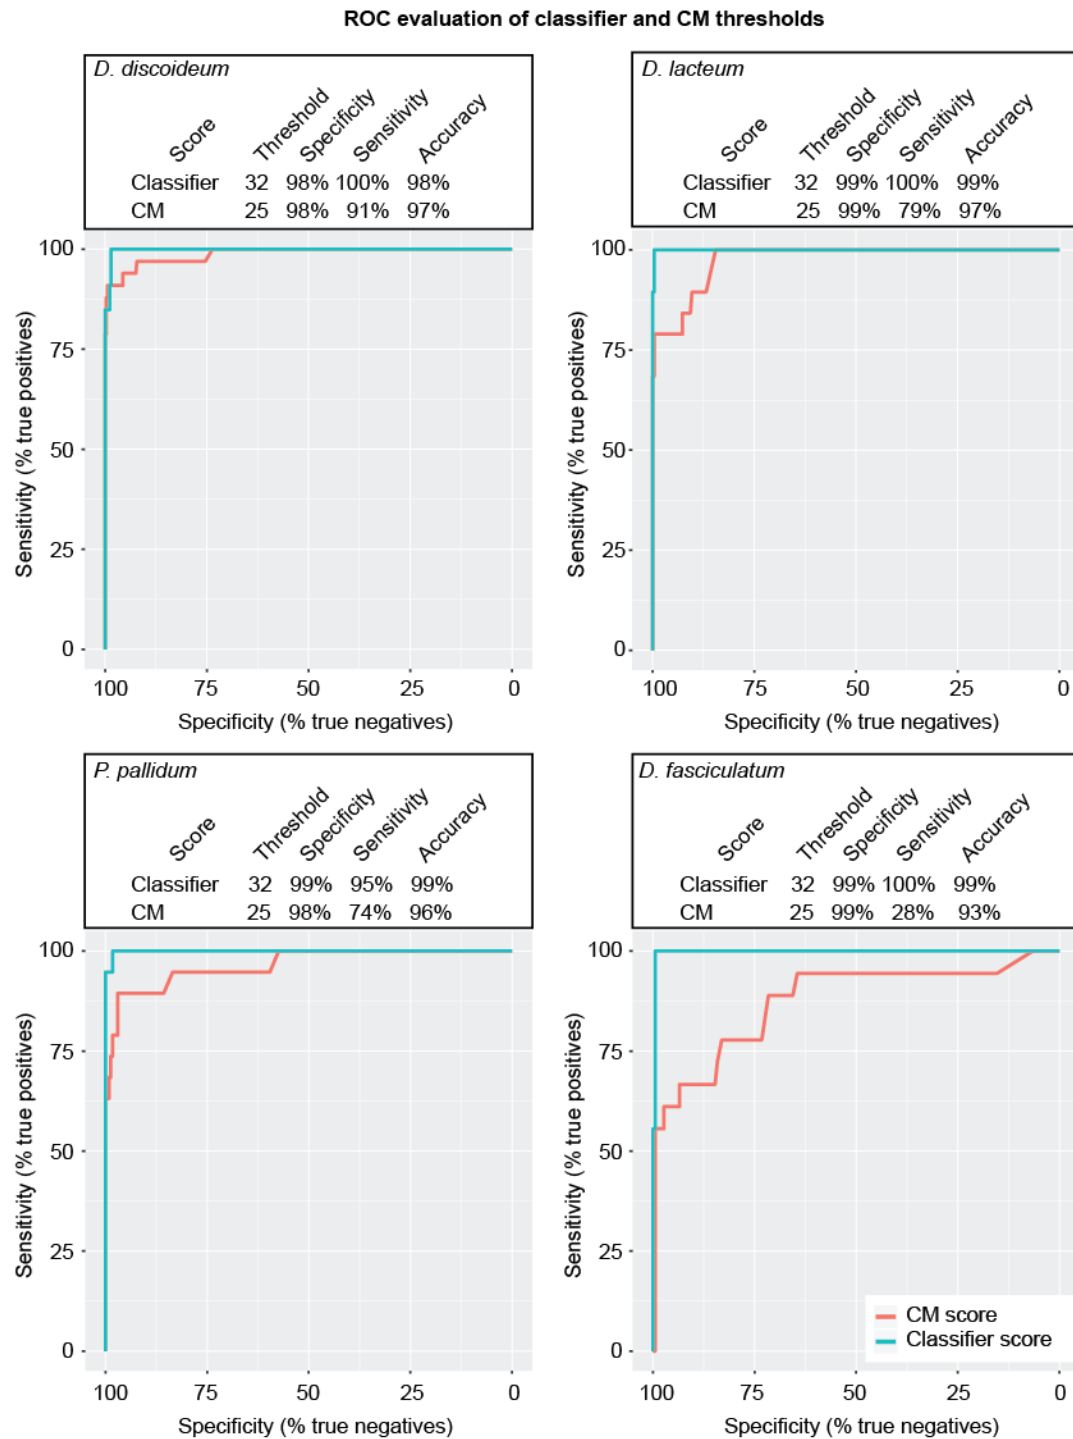 ROC evaluation of classifier and CM thresholds
D. discoideum
Score Threshold Specificity Sensitivity Accuracy
Classifier 32 98% 100% 98%
CM 25 98% 91% 97%
100
75
50
25
0
Sensitivity (% true positives)
100 75 50 25 0
Specificity (% true negatives)
D. lacteum
Score Threshold Specificity Sensitivity Accuracy
Classifier 32 99% 100% 99%
CM 25 99% 79% 97%
100
75
50
25
0
Sensitivity (% true positives)
100 75 50 25 0
Specificity (% true negatives)
P. pallidum
Score Threshold Specificity Sensitivity Accuracy
Classifier 32 99% 95% 99%
CM 25 98% 74% 96%
100
75
50
25
0
Sensitivity (% true positives)
100 75 50 25 0
Specificity (% true negatives)
D. fasciculatum
Score Threshold Specificity Sensitivity Accuracy
Classifier 32 99% 100% 99%
CM 25 99% 28% 93%
100
75
50
25
0
Sensitivity (% true positives)
CM score
Classifier score
100 75 50 25 0
Specificity (% true negatives)